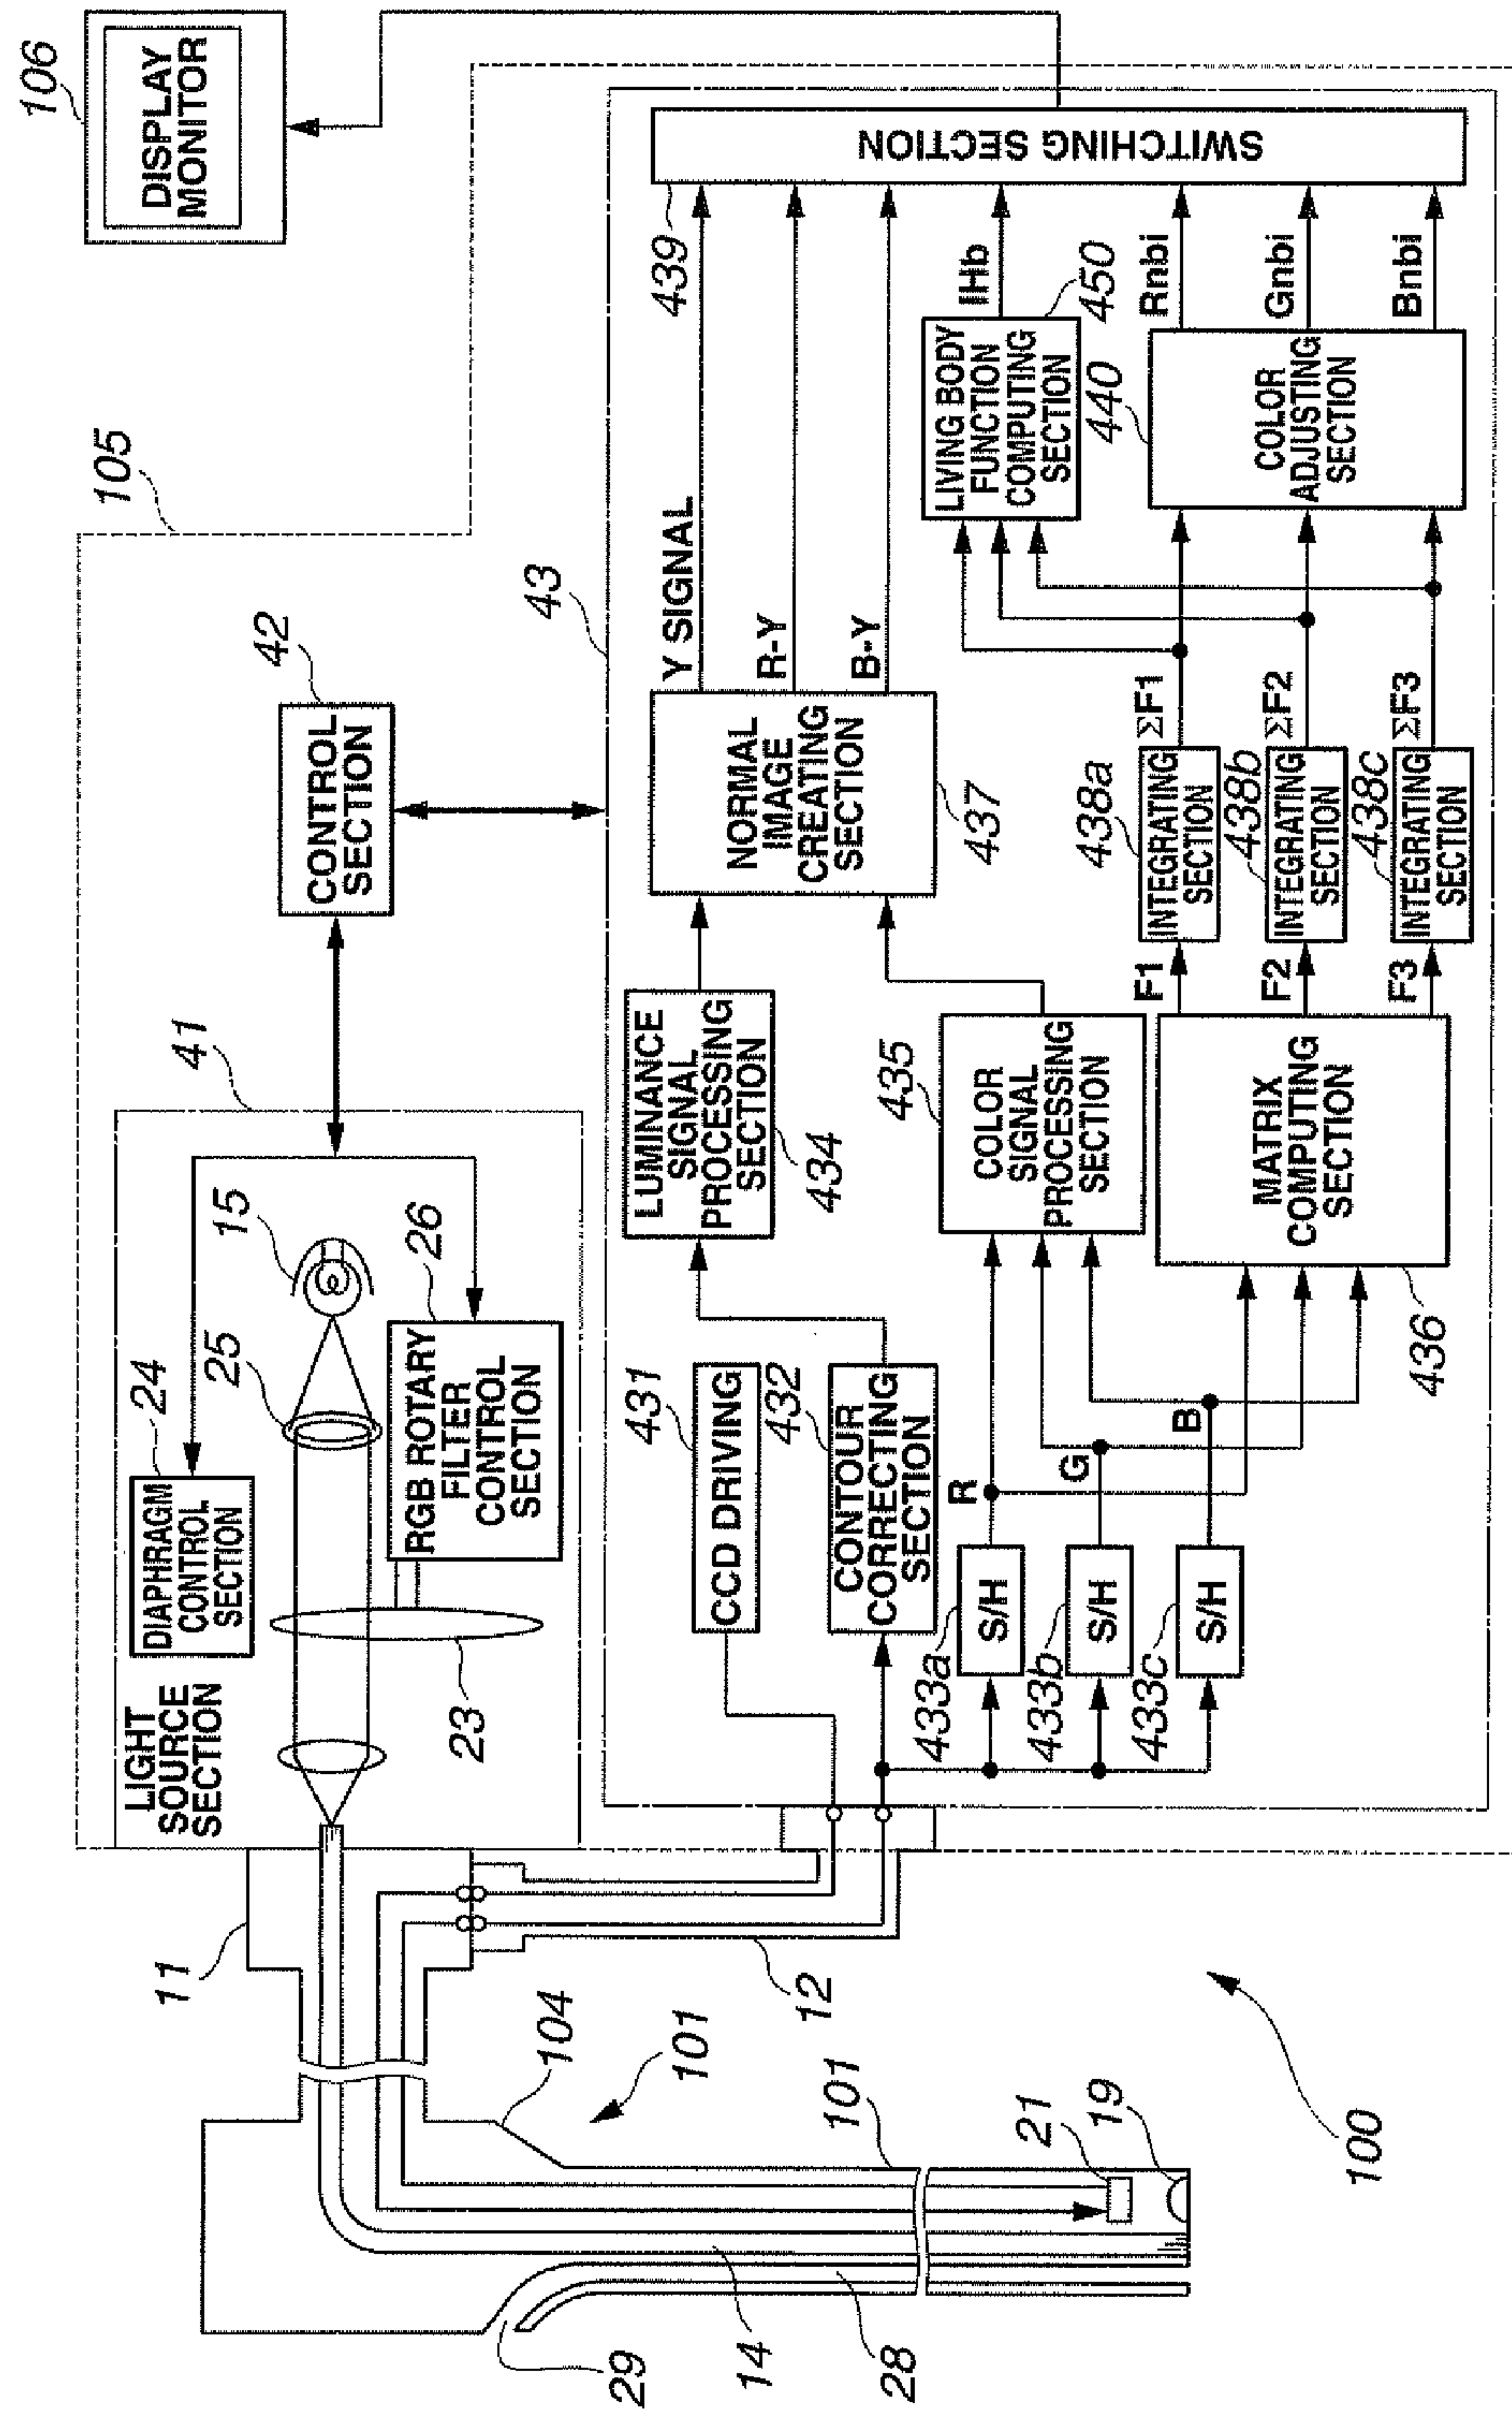 106
DISPLAY
MONITOR
105
LIGHT
SOURCE
SECTION
41
42
CONTROL
SECTION
24
DIAPHRAGM
CONTROL
SECTION
25
15
26
RGB ROTARY
FILTER
CONTROL
SECTION
23
11
12
104
101
101
21
19
100
29
14
28
43
431
CCD DRIVING
432
CONTOUR
CORRECTING
SECTION
433a
S/H
433b
S/H
433c
S/H
R
G
B
LUMINANCE
SIGNAL
PROCESSING
SECTION
434
435
COLOR
SIGNAL
PROCESSING
SECTION
MATRIX
COMPUTING
SECTION
436
NORMAL
IMAGE
CREATING
SECTION
437
Y SIGNAL
R-Y
B-Y
F1
F2
F3
438a
INTEGRATING
SECTION
438b
INTEGRATING
SECTION
438c
INTEGRATING
SECTION
ΣF1
ΣF2
ΣF3
LIVING BODY
FUNCTION
COMPUTING
SECTION
450
440
COLOR
ADJUSTING
SECTION
IHb
Rnbi
Gnbi
Bnbi
439
SWITCHING SECTION